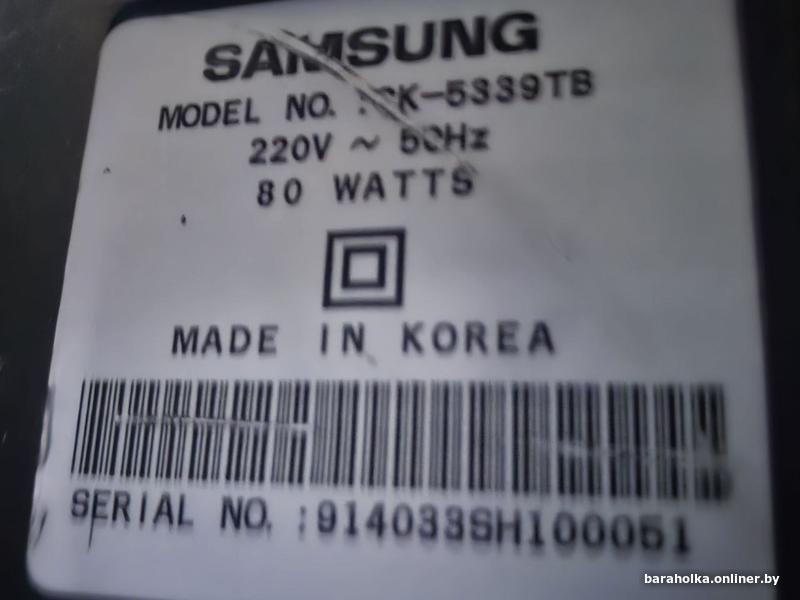 SAMSUNG
MODEL NO. :CK-5339TB
220V ~ 50Hz
80 WATTS
MADE IN KOREA
SERIAL NO. :914033SH100051
baraholka.onliner.by